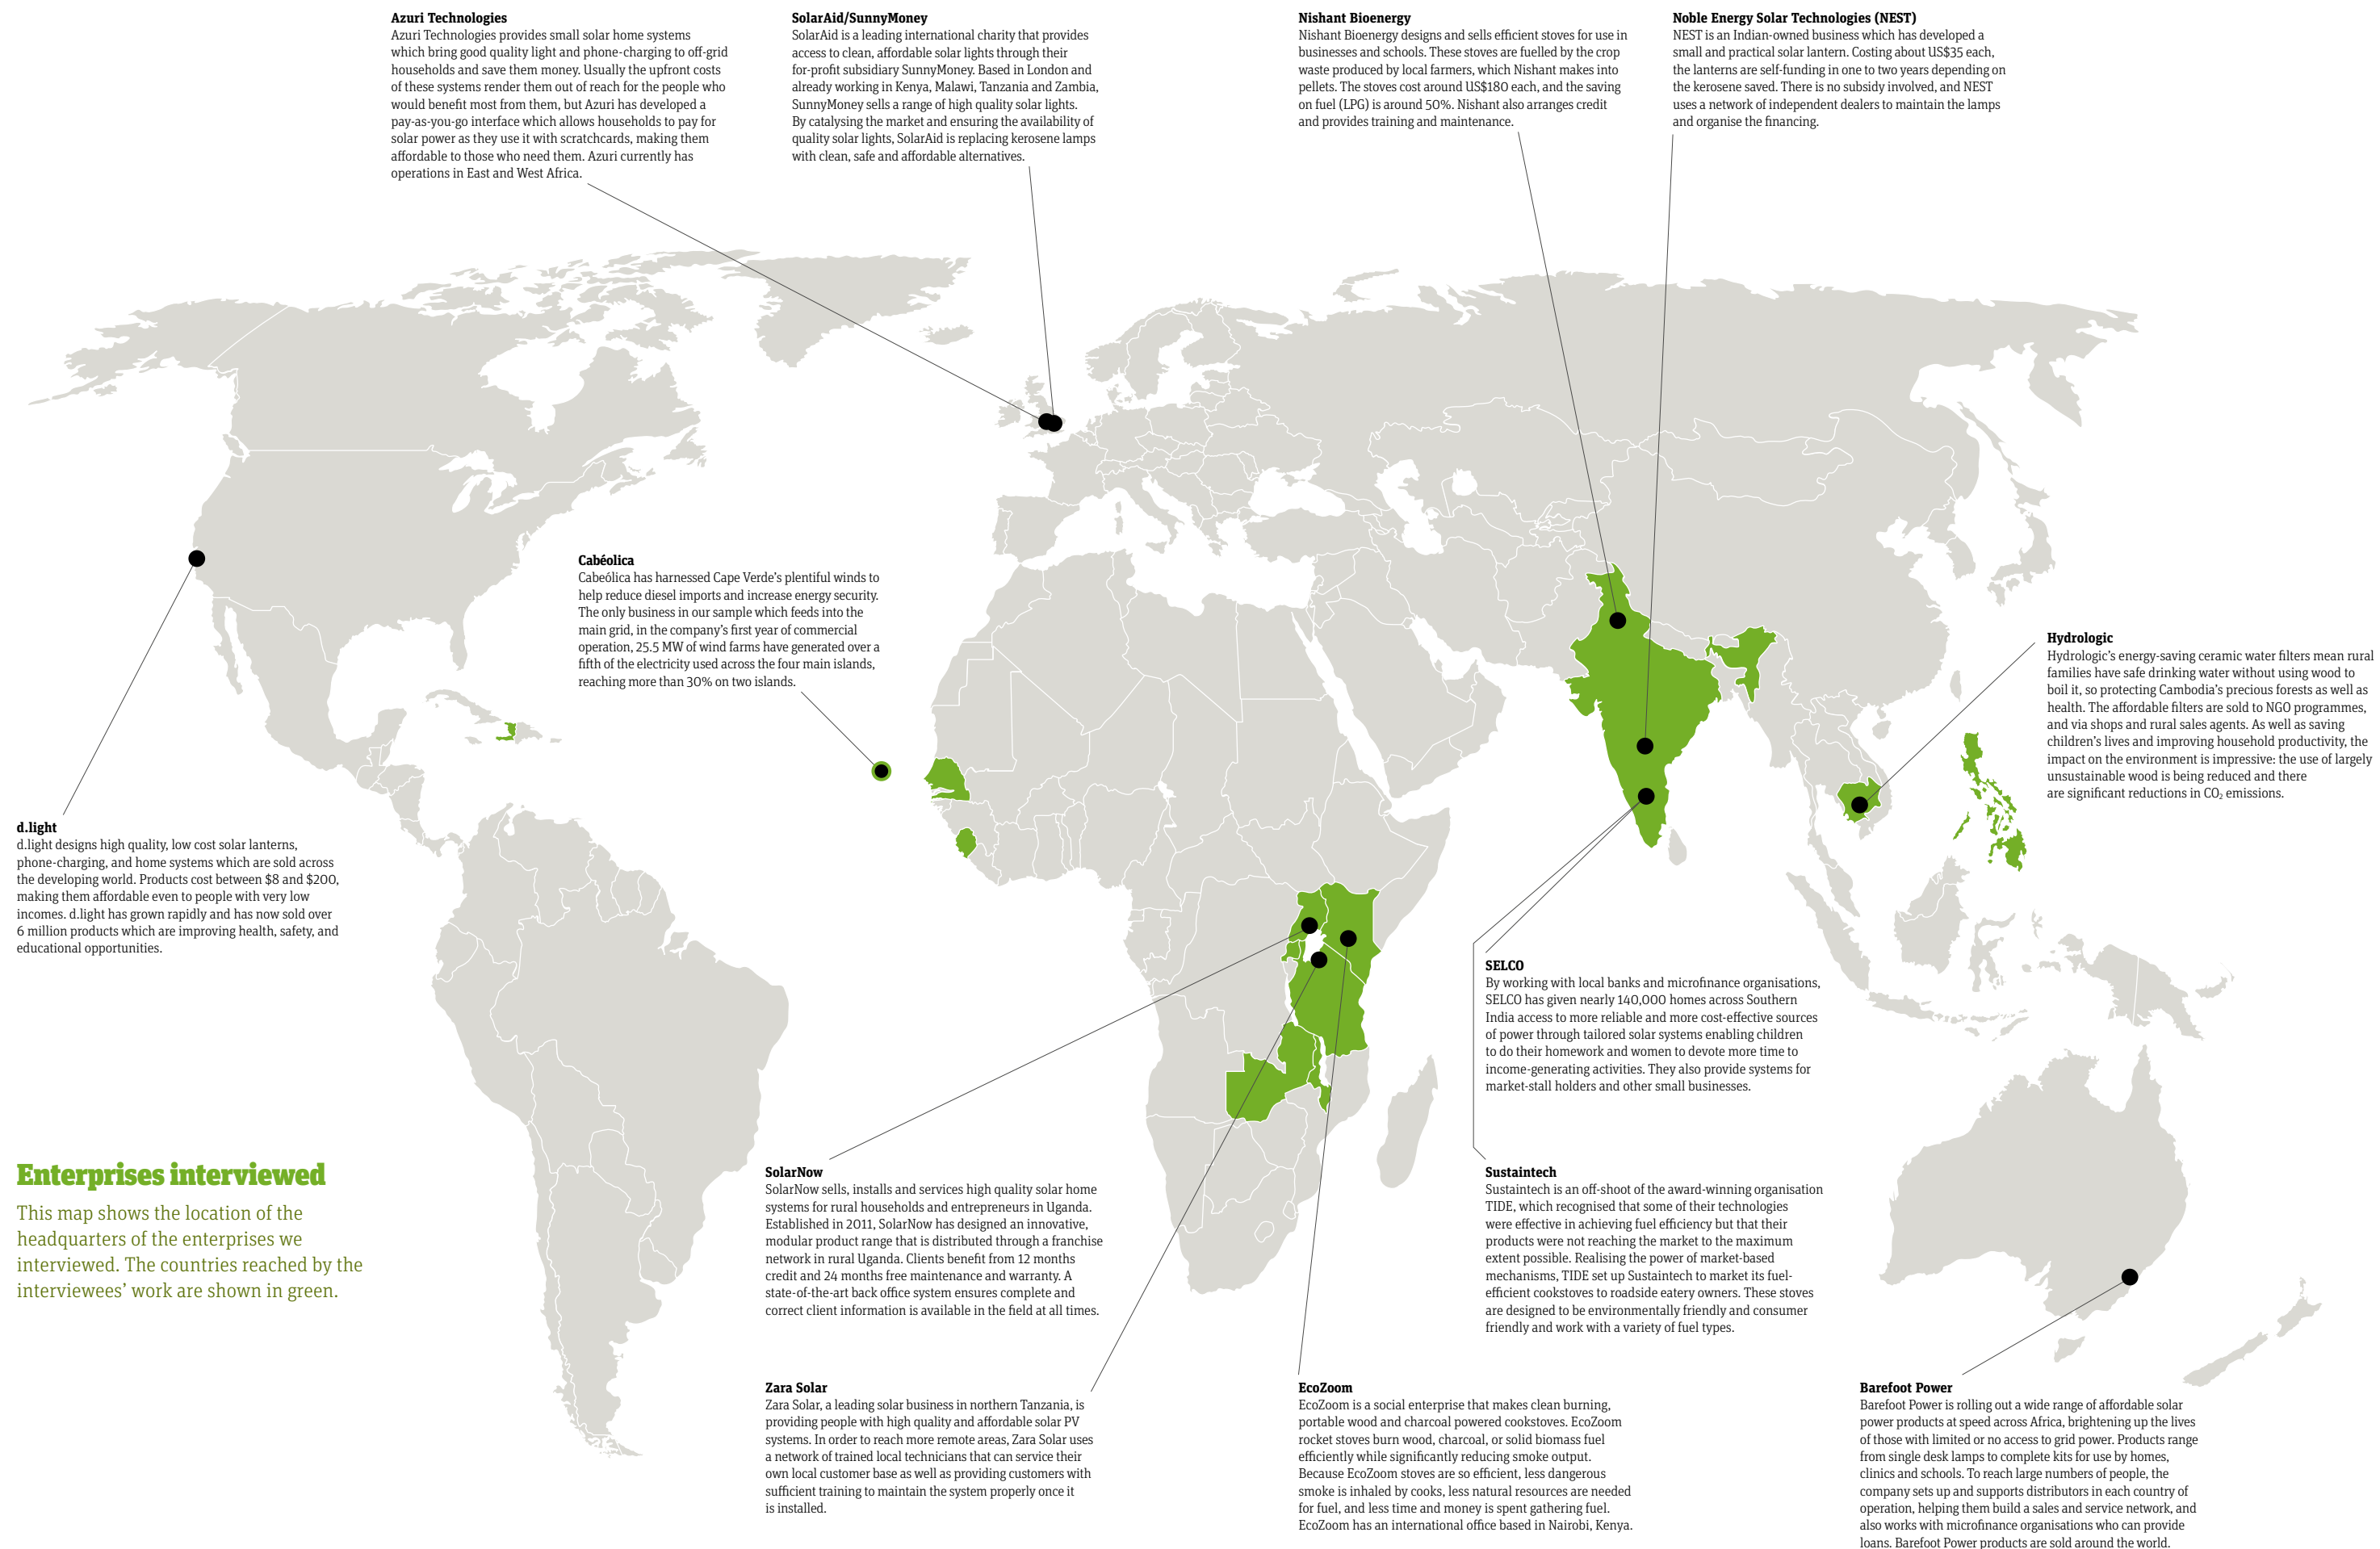 Azuri Technologies
Azuri Technologies provides small solar home systems
which bring good quality light and phone-charging to off-grid
households and save them money. Usually the upfront costs
of these systems render them out of reach for the people who
would benefit most from them, but Azuri has developed a
pay-as-you-go interface which allows households to pay for
solar power as they use it with scratchcards, making them
affordable to those who need them. Azuri currently has
operations in East and West Africa.
SolarAid/SunnyMoney
SolarAid is a leading international charity that provides
access to clean, affordable solar lights through their
for-profit subsidiary SunnyMoney. Based in London and
already working in Kenya, Malawi, Tanzania and Zambia,
SunnyMoney sells a range of high quality solar lights.
By catalysing the market and ensuring the availability of
quality solar lights, SolarAid is replacing kerosene lamps
with clean, safe and affordable alternatives.
Nishant Bioenergy
Nishant Bioenergy designs and sells efficient stoves for use in
businesses and schools. These stoves are fuelled by the crop
waste produced by local farmers, which Nishant makes into
pellets. The stoves cost around US$180 each, and the saving
on fuel (LPG) is around 50%. Nishant also arranges credit
and provides training and maintenance.
Noble Energy Solar Technologies (NEST)
NEST is an Indian-owned business which has developed a
small and practical solar lantern. Costing about US$35 each,
the lanterns are self-funding in one to two years depending on
the kerosene saved. There is no subsidy involved, and NEST
uses a network of independent dealers to maintain the lamps
and organise the financing.
Cabéolica
Cabeólica has harnessed Cape Verde's plentiful winds to
help reduce diesel imports and increase energy security.
The only business in our sample which feeds into the
main grid, in the company's first year of commercial
operation, 25.5 MW of wind farms have generated over a
fifth of the electricity used across the four main islands,
reaching more than 30% on two islands.
Hydrologic
Hydrologic's energy-saving ceramic water filters mean rural
families have safe drinking water without using wood to
boil it, so protecting Cambodia's precious forests as well as
health. The affordable filters are sold to NGO programmes,
and via shops and rural sales agents. As well as saving
children's lives and improving household productivity, the
impact on the environment is impressive: the use of largely
unsustainable wood is being reduced and there
are significant reductions in CO₂ emissions.
d.light
d.light designs high quality, low cost solar lanterns,
phone-charging, and home systems which are sold across
the developing world. Products cost between $8 and $200,
making them affordable even to people with very low
incomes. d.light has grown rapidly and has now sold over
6 million products which are improving health, safety, and
educational opportunities.
SELCO
By working with local banks and microfinance organisations,
SELCO has given nearly 140,000 homes across Southern
India access to more reliable and more cost-effective sources
of power through tailored solar systems enabling children
to do their homework and women to devote more time to
income-generating activities. They also provide systems for
market-stall holders and other small businesses.
Enterprises interviewed
This map shows the location of the
headquarters of the enterprises we
interviewed. The countries reached by the
interviewees' work are shown in green.
SolarNow
SolarNow sells, installs and services high quality solar home
systems for rural households and entrepreneurs in Uganda.
Established in 2011, SolarNow has designed an innovative,
modular product range that is distributed through a franchise
network in rural Uganda. Clients benefit from 12 months
credit and 24 months free maintenance and warranty. A
state-of-the-art back office system ensures complete and
correct client information is available in the field at all times.
Sustaintech
Sustaintech is an off-shoot of the award-winning organisation
TIDE, which recognised that some of their technologies
were effective in achieving fuel efficiency but that their
products were not reaching the market to the maximum
extent possible. Realising the power of market-based
mechanisms, TIDE set up Sustaintech to market its fuel-
efficient cookstoves to roadside eatery owners. These stoves
are designed to be environmentally friendly and consumer
friendly and work with a variety of fuel types.
Zara Solar
Zara Solar, a leading solar business in northern Tanzania, is
providing people with high quality and affordable solar PV
systems. In order to reach more remote areas, Zara Solar uses
a network of trained local technicians that can service their
own local customer base as well as providing customers with
sufficient training to maintain the system properly once it
is installed.
EcoZoom
EcoZoom is a social enterprise that makes clean burning,
portable wood and charcoal powered cookstoves. EcoZoom
rocket stoves burn wood, charcoal, or solid biomass fuel
efficiently while significantly reducing smoke output.
Because EcoZoom stoves are so efficient, less dangerous
smoke is inhaled by cooks, less natural resources are needed
for fuel, and less time and money is spent gathering fuel.
EcoZoom has an international office based in Nairobi, Kenya.
Barefoot Power
Barefoot Power is rolling out a wide range of affordable solar
power products at speed across Africa, brightening up the lives
of those with limited or no access to grid power. Products range
from single desk lamps to complete kits for use by homes,
clinics and schools. To reach large numbers of people, the
company sets up and supports distributors in each country of
operation, helping them build a sales and service network, and
also works with microfinance organisations who can provide
loans. Barefoot Power products are sold around the world.